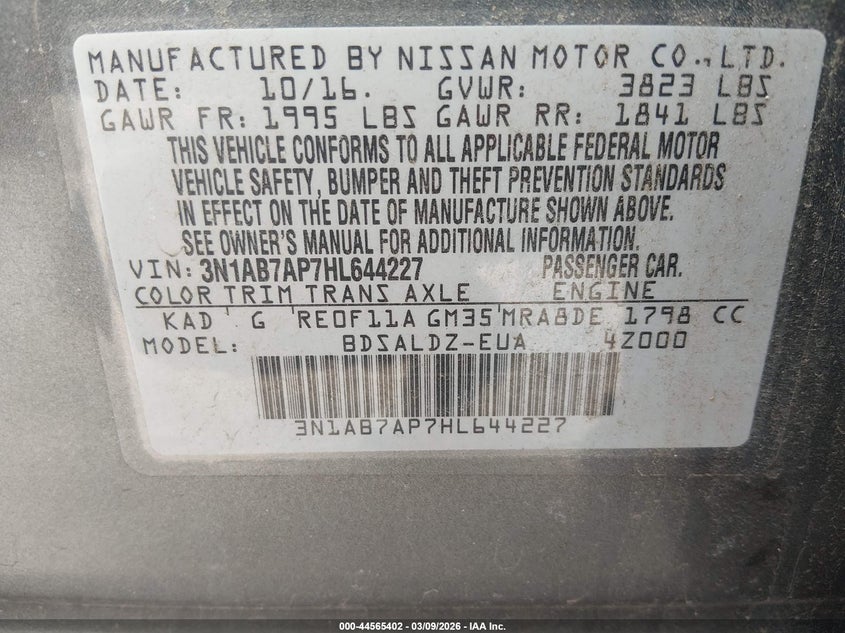 MANUFACTURED BY NISSAN MOTOR CO., LTD.
DATE: 10/16. GVWR: 3823 LBS
GAWR FR: 1995 LBS GAWR RR: 1841 LBS
THIS VEHICLE CONFORMS TO ALL APPLICABLE FEDERAL MOTOR
VEHICLE SAFETY, BUMPER AND THEFT PREVENTION STANDARDS
IN EFFECT ON THE DATE OF MANUFACTURE SHOWN ABOVE.
SEE OWNER'S MANUAL FOR ADDITIONAL INFORMATION.
VIN: 3N1AB7AP7HL644227 PASSENGER CAR.
COLOR TRIM TRANS AXLE ENGINE
KAD G RE0F11A GM35 MRA8DE 1798 CC
MODEL: BDSALDZ-EUA 4Z000
3N1AB7AP7HL644227
000-44565402 | 03/09/2026 - IAA Inc.